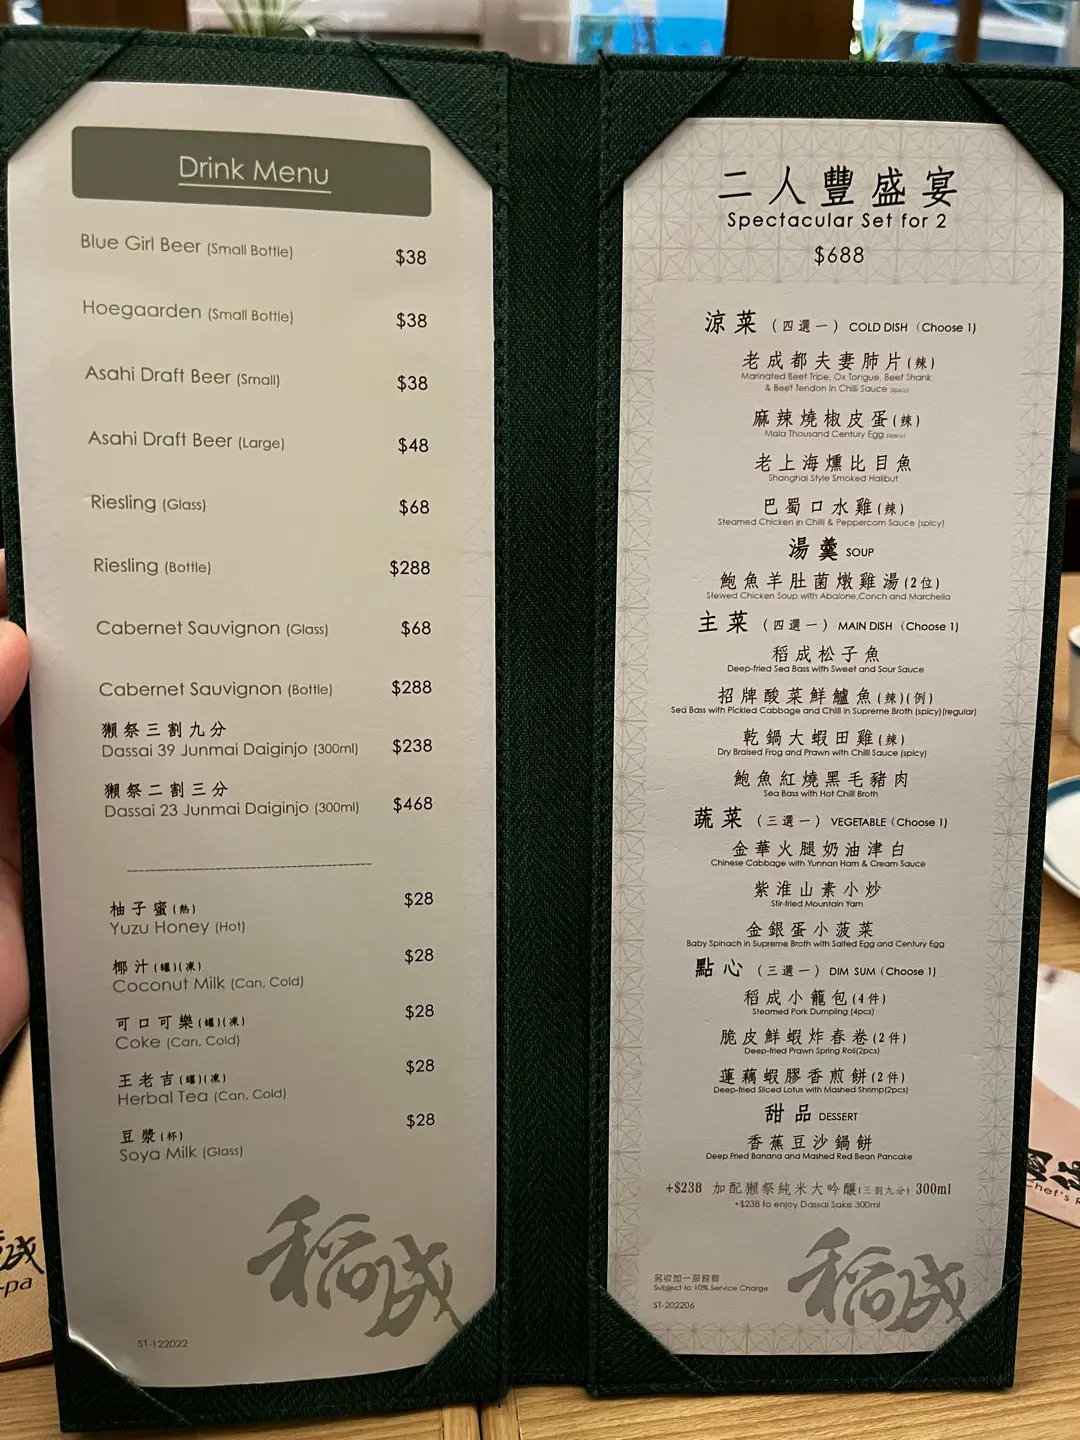 Drink Menu
Blue Girl Beer (Small Bottle) $38
Hoegaarden (Small Bottle) $38
Asahi Draft Beer (Small) $38
Asahi Draft Beer (Large) $48
Riesling (Glass) $68
Riesling (Bottle) $288
Cabernet Sauvignon (Glass) $68
Cabernet Sauvignon (Bottle) $288
獺祭三割九分
Dassai 39 Junmai Daiginjo (300ml) $238
獺祭二割三分
Dassai 23 Junmai Daiginjo (300ml) $468
柚子蜜(熱) $28
Yuzu Honey (Hot)
椰汁(罐)(凍) $28
Coconut Milk (Can, Cold)
可口可樂(罐)(凍) $28
Coke (Can, Cold)
王老吉(罐)(凍) $28
Herbal Tea (Can, Cold)
豆漿(杯) $28
Soya Milk (Glass)
稻成
ST-122022
二人豐盛宴
Spectacular Set for 2
$688
涼菜 (四選一) COLD DISH (Choose 1)
老成都夫妻肺片(辣)
Marinated Beef Tripe, Ox Tongue, Beef Shank
& Beef Tendon in Chilli Sauce (spicy)
麻辣燒椒皮蛋(辣)
Mala Thousand Century Egg (spicy)
老上海燻比目魚
Shanghai Style Smoked Halibut
巴蜀口水雞(辣)
Steamed Chicken in Chilli & Peppercorn Sauce (spicy)
湯羹 SOUP
鮑魚羊肚菌燉雞湯(2位)
Stewed Chicken Soup with Abalone,Conch and Marchella
主菜 (四選一) MAIN DISH (Choose 1)
稻成松子魚
Deep-fried Sea Bass with Sweet and Sour Sauce
招牌酸菜鮮鱸魚(辣)(例)
Sea Bass with Pickled Cabbage and Chilli in Supreme Broth (spicy)(regular)
乾鍋大蝦田雞(辣)
Dry Braised Frog and Prawn with Chilli Sauce (spicy)
鮑魚紅燒黑毛豬肉
Sea Bass with Hot Chilli Broth
蔬菜 (三選一) VEGETABLE (Choose 1)
金華火腿奶油津白
Chinese Cabbage with Yunnan Ham & Cream Sauce
紫淮山素小炒
Stir-fried Mountain Yam
金銀蛋小菠菜
Baby Spinach in Supreme Broth with Salted Egg and Century Egg
點心 (三選一) DIM SUM (Choose 1)
稻成小籠包(4件)
Steamed Pork Dumpling (4pcs)
脆皮鮮蝦炸春卷(2件)
Deep-fried Prawn Spring Roll(2pcs)
蓮藕蝦膠香煎餅(2件)
Deep-fried Sliced Lotus with Mashed Shrimp(2pcs)
甜品 DESSERT
香蕉豆沙鍋餅
Deep Fried Banana and Mashed Red Bean Pancake
+$238 加配獺祭純米大吟釀(三割九分) 300ml
+$238 to enjoy Dassai Sake 300ml
另收加一服務費
Subject to 10% Service Charge
ST-202206
稻成
-pa
Chef's